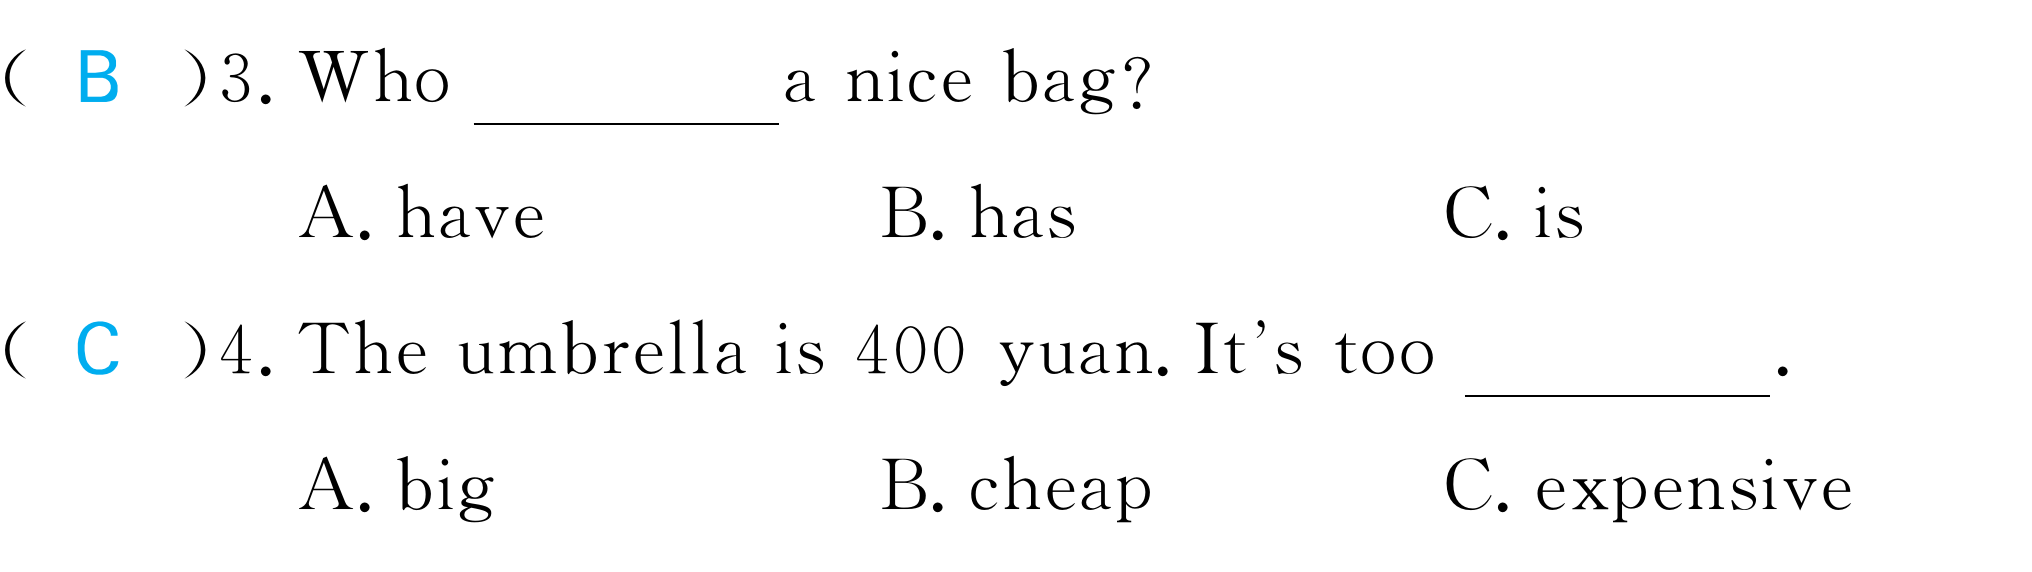 ( B )3. Who ________ a nice bag?
A. have B. has C. is
( C )4. The umbrella is 400 yuan. It's too ________.
A. big B. cheap C. expensive